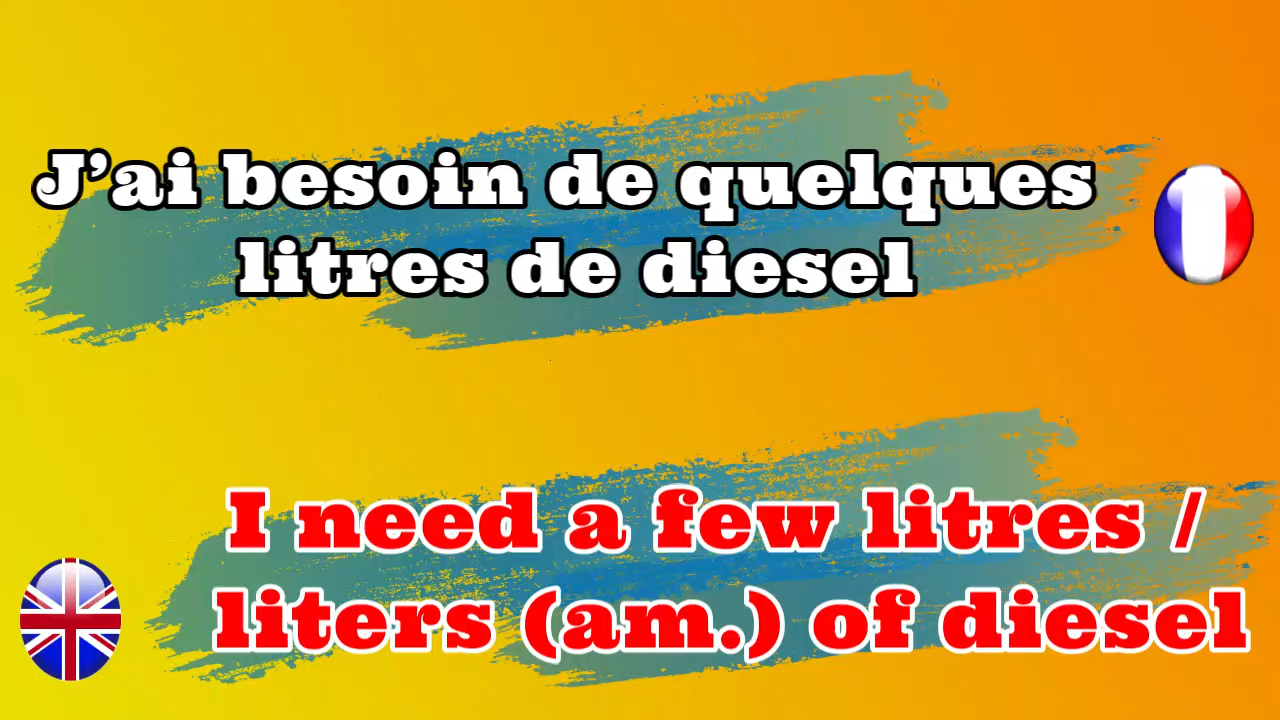 J’ai besoin de quelques
litres de diesel
I need a few litres /
liters (am.) of diesel